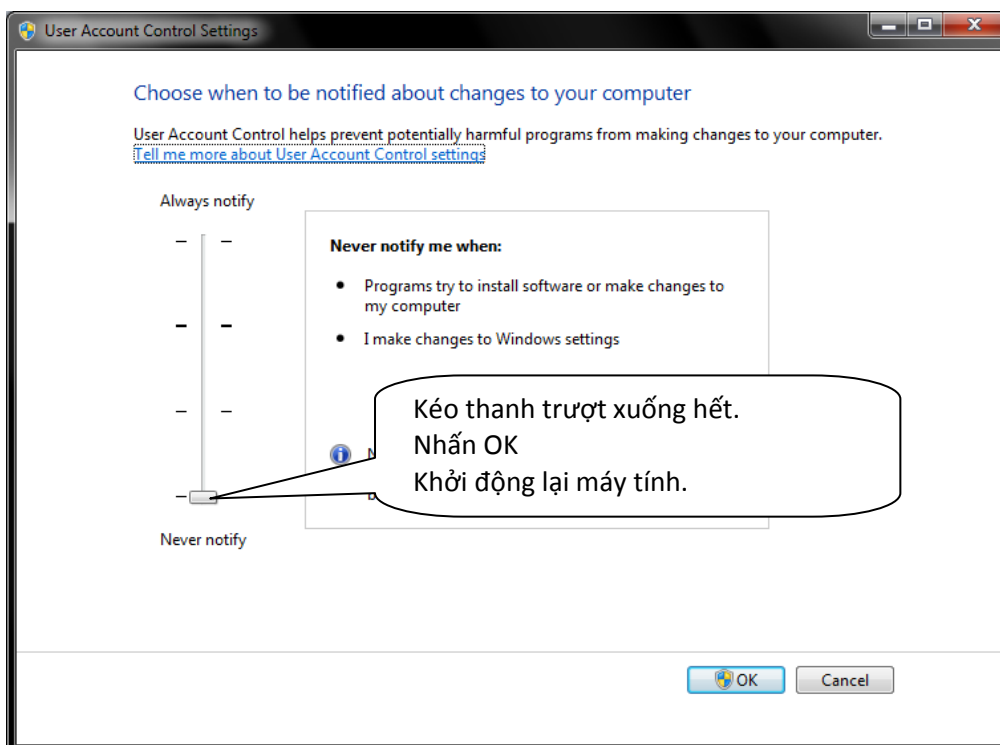 User Account Control Settings
Choose when to be notified about changes to your computer
User Account Control helps prevent potentially harmful programs from making changes to your computer.
Tell me more about User Account Control settings
Always notify
Never notify me when:
Programs try to install software or make changes to
my computer
I make changes to Windows settings
Kéo thanh trượt xuống hết.
Nhấn OK
Khởi động lại máy tính.
Never notify
OK
Cancel